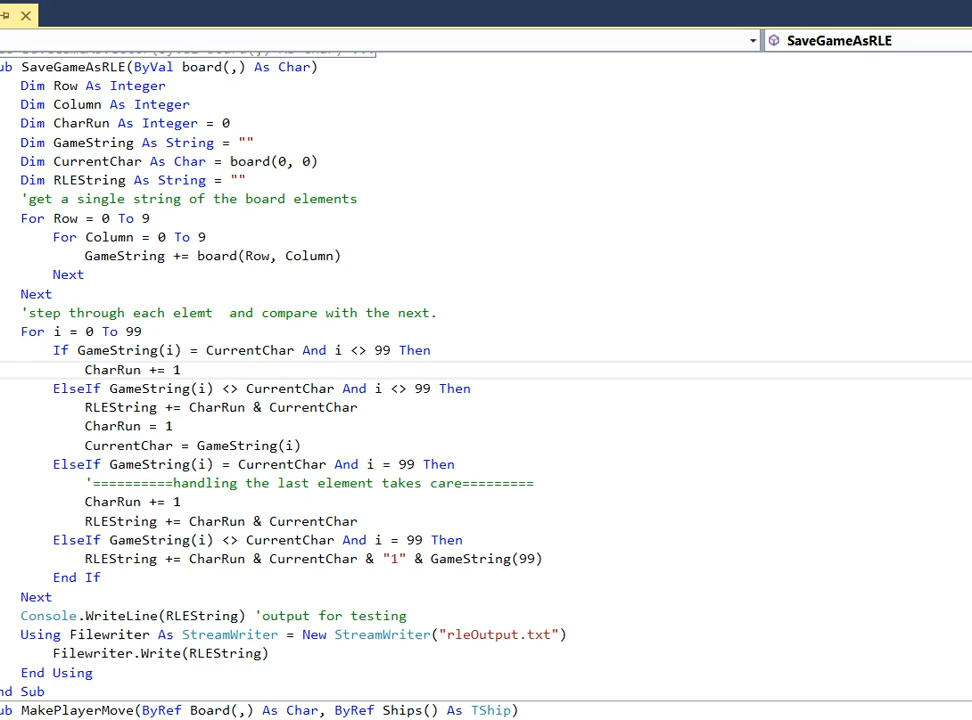 SaveGameAsRLE
ub SaveGameAsRLE(ByVal board(,) As Char)
Dim Row As Integer
Dim Column As Integer
Dim CharRun As Integer = 0
Dim GameString As String = ""
Dim CurrentChar As Char = board(0, 0)
Dim RLEString As String = ""
'get a single string of the board elements
For Row = 0 To 9
For Column = 0 To 9
GameString += board(Row, Column)
Next
Next
'step through each elemt  and compare with the next.
For i = 0 To 99
If GameString(i) = CurrentChar And i <> 99 Then
CharRun += 1
ElseIf GameString(i) <> CurrentChar And i <> 99 Then
RLEString += CharRun & CurrentChar
CharRun = 1
CurrentChar = GameString(i)
ElseIf GameString(i) = CurrentChar And i = 99 Then
'==========handling the last element takes care=========
CharRun += 1
RLEString += CharRun & CurrentChar
ElseIf GameString(i) <> CurrentChar And i = 99 Then
RLEString += CharRun & CurrentChar & "1" & GameString(99)
End If
Next
Console.WriteLine(RLEString) 'output for testing
Using Filewriter As StreamWriter = New StreamWriter("rleOutput.txt")
Filewriter.Write(RLEString)
End Using
nd Sub
ub MakePlayerMove(ByRef Board(,) As Char, ByRef Ships() As TShip)